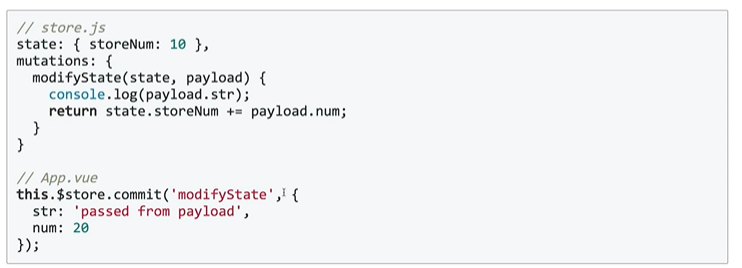 // store.js
state: { storeNum: 10 },
mutations: {
  modifyState(state, payload) {
    console.log(payload.str);
    return state.storeNum += payload.num;
  }
}
// App.vue
this.$store.commit('modifyState', {
  str: 'passed from payload',
  num: 20
});